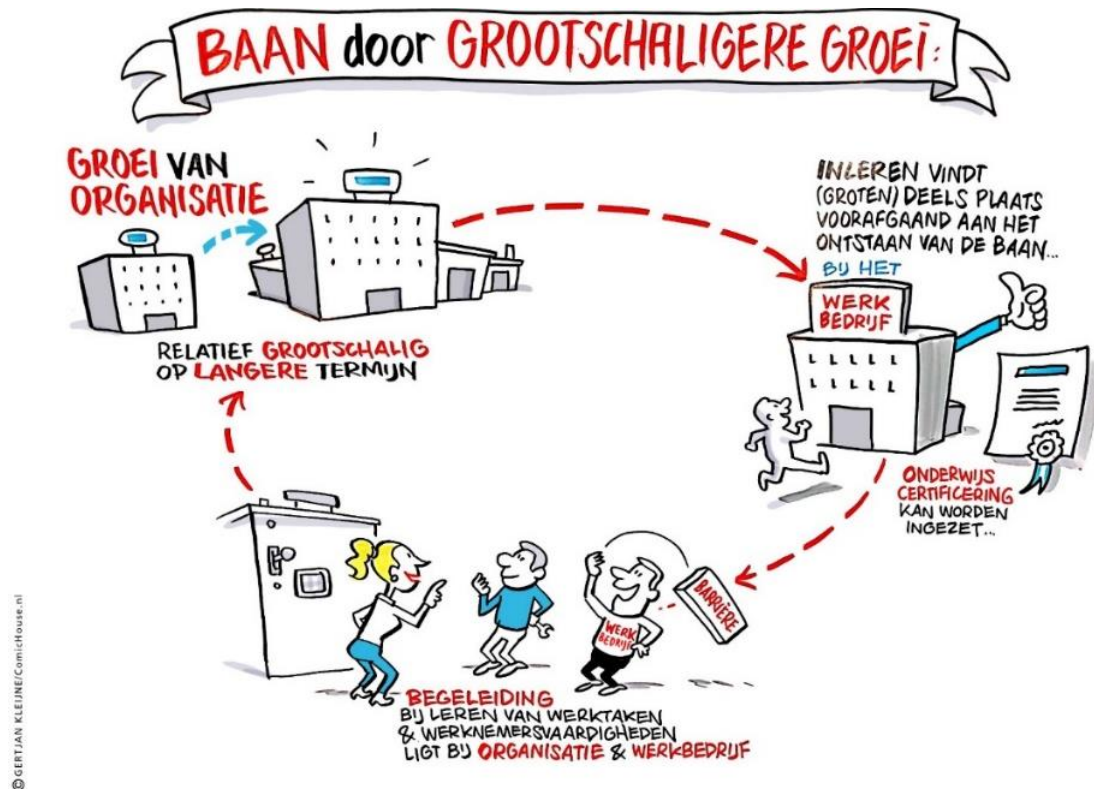 BAAN door GROOTSCHALIGERE GROEI:
GROEI VAN
ORGANISATIE
RELATIEF GROOTSCHALIG
OP LANGERE TERMIJN
INLEREN VINDT
(GROTEN) DEELS PLAATS
VOORAFGAAND AAN HET
ONTSTAAN VAN DE BAAN...
BIJ HET
WERK
BEDRIJF
ONDERWIJS
CERTIFICERING
KAN WORDEN
INGEZET...
BARRIÈRE
WERK
BEDRIJF
BEGELEIDING
BIJ LEREN VAN WERKTAKEN
& WERKNEMERSVAARDIGHEDEN
LIGT BIJ ORGANISATIE & WERKBEDRIJF
©GERTJAN KLEIJNE/ComicHouse.nl